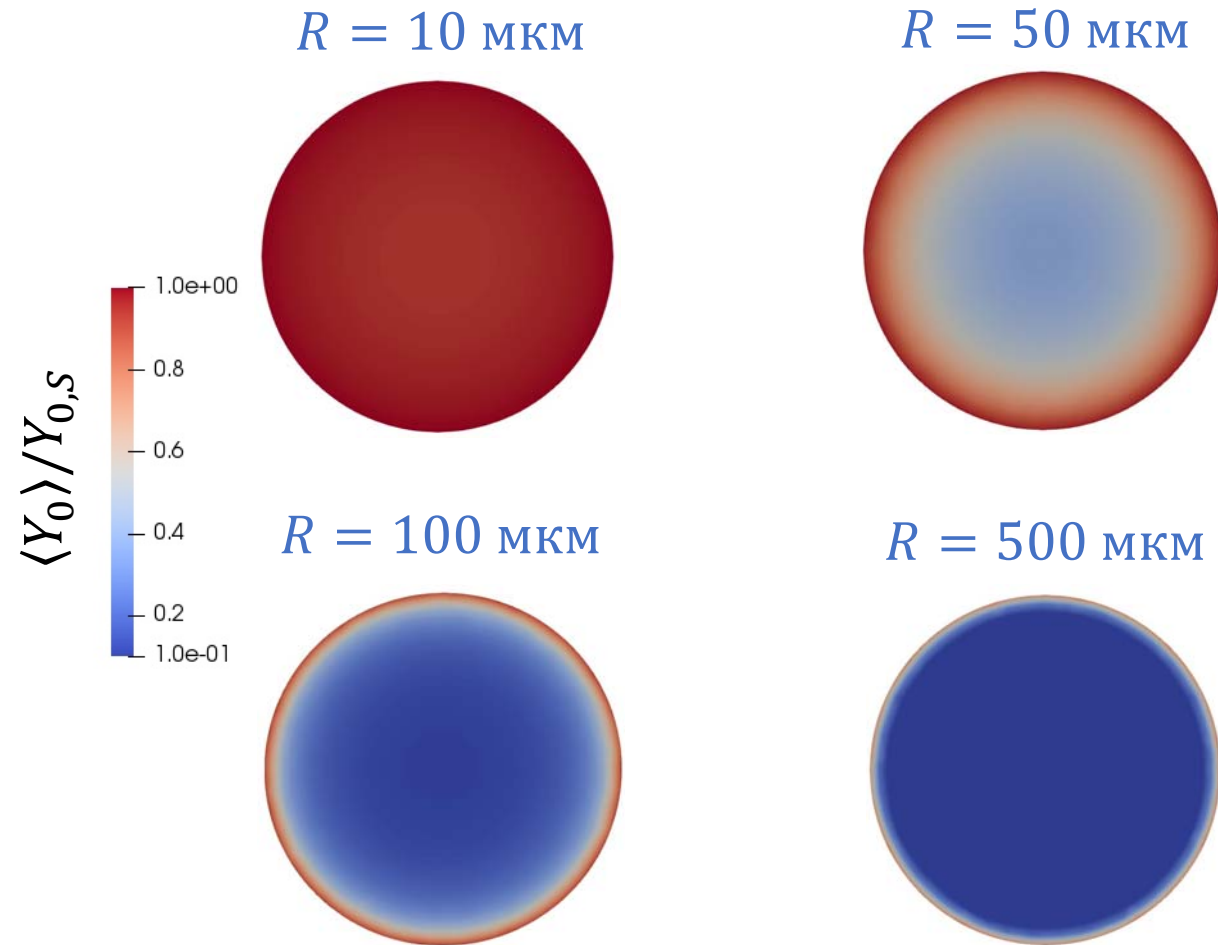 R = 10 мкм
R = 50 мкм
⟨Y₀⟩/Y₀,s
1.0e+00
0.8
0.6
0.4
0.2
1.0e-01
R = 100 мкм
R = 500 мкм